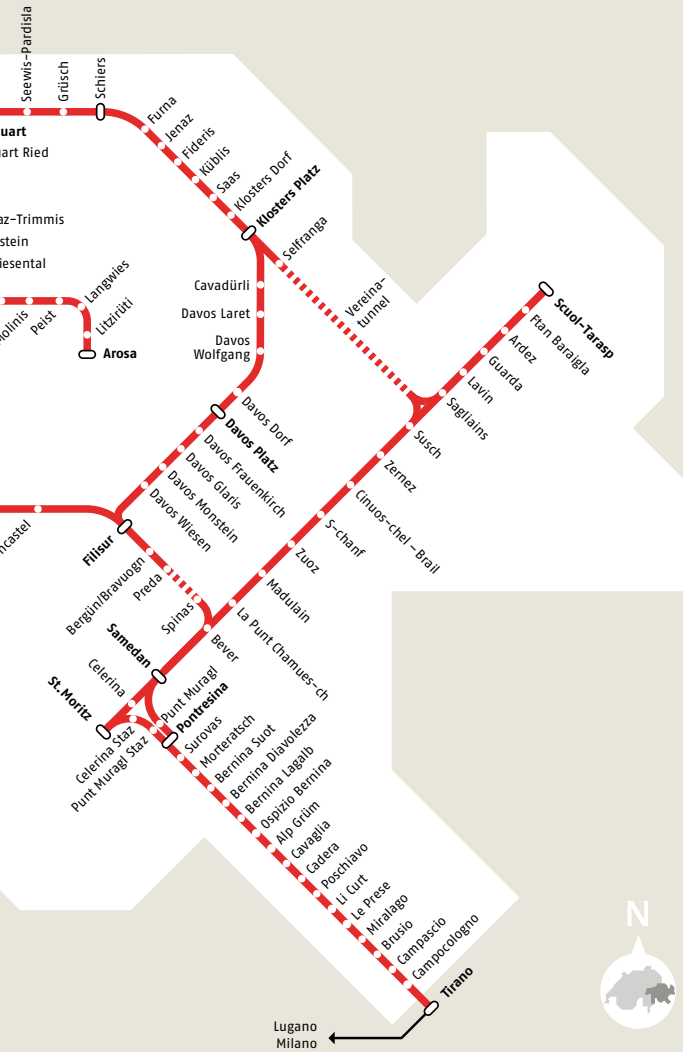 Seewis-Pardisla
Grüsch
Schiers
Furna
Jenaz
Fideris
Küblis
Saas
Klosters Dorf
Klosters Platz
Selfranga
Vereina-
tunnel
uart
art Ried
az-Trimmis
stein
iesental
Molinis
Peist
Langwies
Litzirüti
Arosa
Cavadürli
Davos Laret
Davos
Wolfgang
Davos Dorf
Davos Platz
Davos Frauenkirch
Davos Glaris
Davos Monstein
Davos Wiesen
Scuol-Tarasp
Ftan Baraigla
Ardez
Guarda
Lavin
Sagliains
Susch
Zernez
Cinuos-chel – Brail
S-chanf
Zuoz
Madulain
La Punt Chamues-ch
Bever
ncastel
Filisur
Bergün/Bravuogn
Preda
Spinas
Samedan
Celerina
St. Moritz
Celerina Staz
Punt Muragl Staz
Punt Muragl
Pontresina
Surovas
Morteratsch
Bernina Suot
Bernina Diavolezza
Bernina Lagalb
Ospizio Bernina
Alp Grüm
Cavaglia
Cadera
Poschiavo
Li Curt
Le Prese
Miralago
Brusio
Campascio
Campocologno
Tirano
Lugano
Milano
N